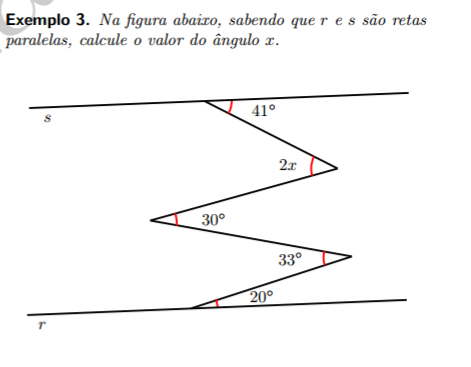 Exemplo 3. Na figura abaixo, sabendo que r e s são retas
paralelas, calcule o valor do ângulo x.
s
41°
2x
30°
33°
20°
r